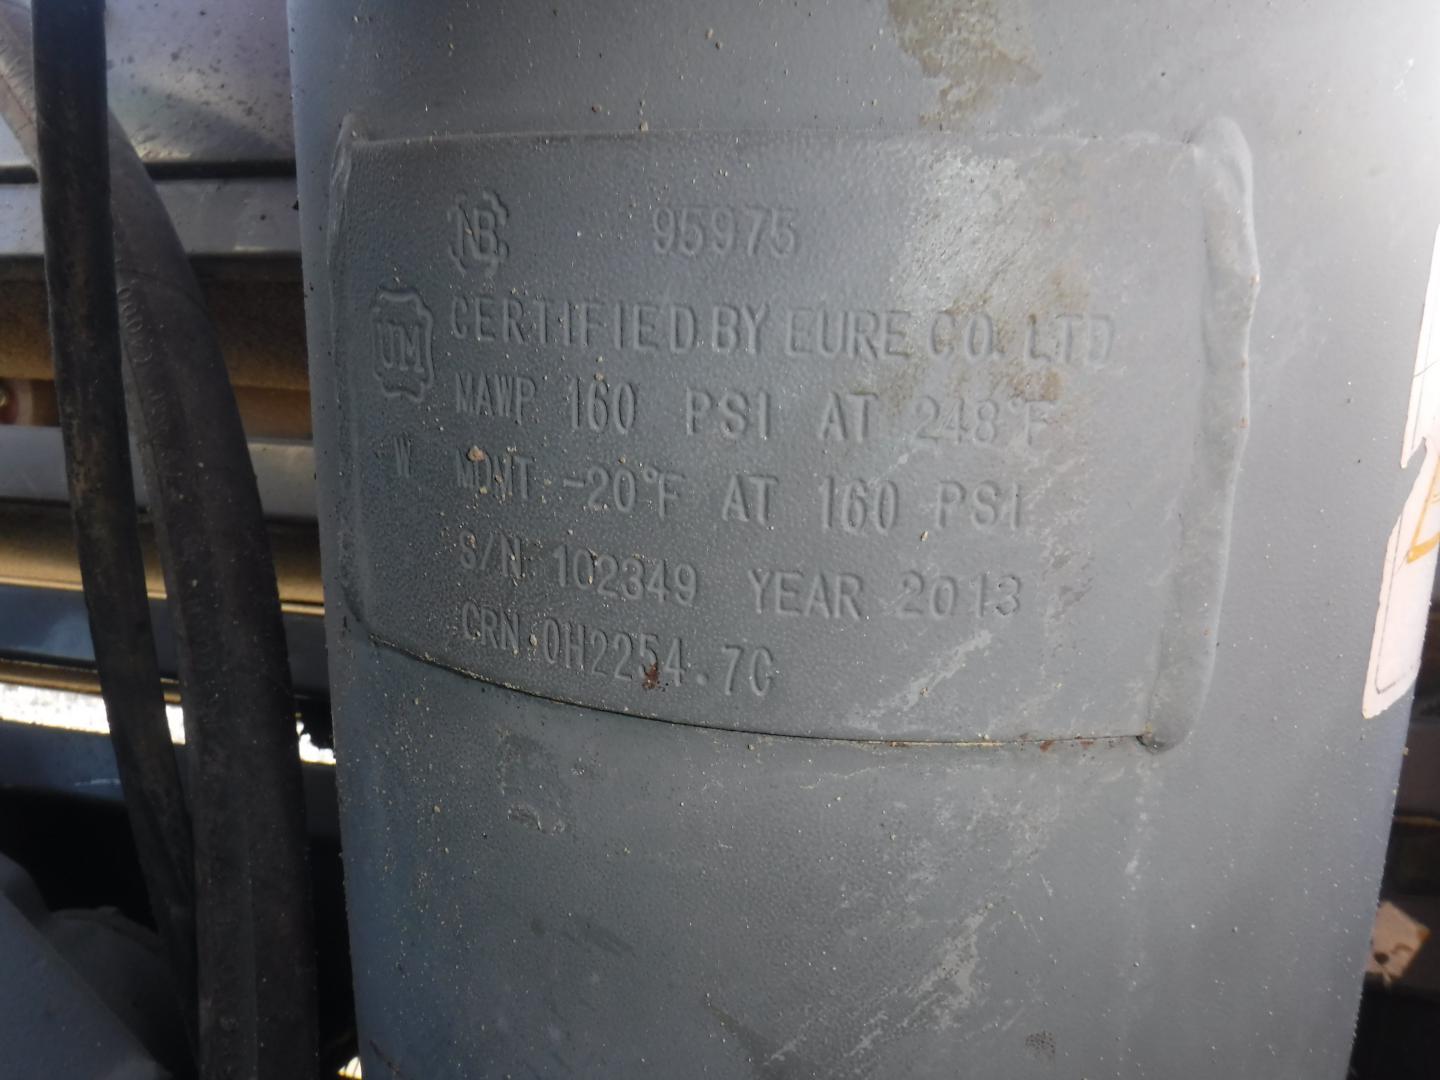 NB 95975
UM CERTIFIED BY EURE CO. LTD
MAWP 160 PSI AT 248°F
W MDMT: -20°F AT 160 PSI
S/N: 102349 YEAR 2013
CRN:0H2254.7C